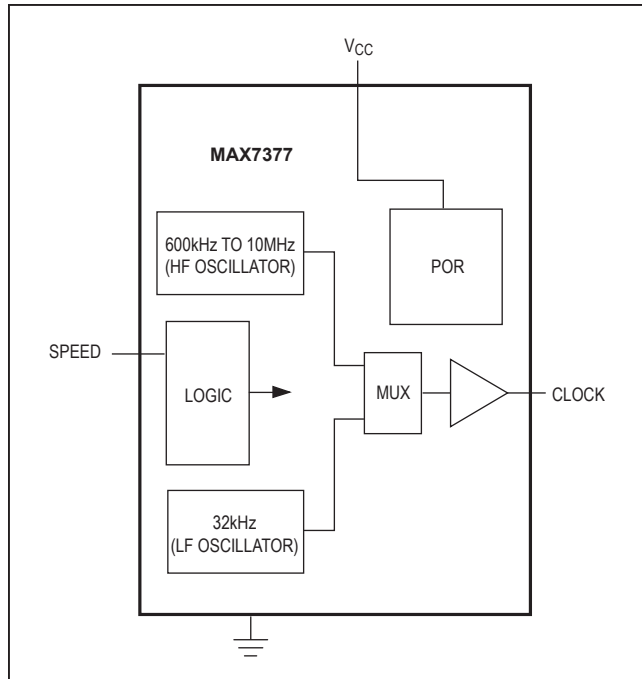 VCC
MAX7377
600kHz TO 10MHz
(HF OSCILLATOR)
POR
SPEED
LOGIC
MUX
CLOCK
32kHz
(LF OSCILLATOR)